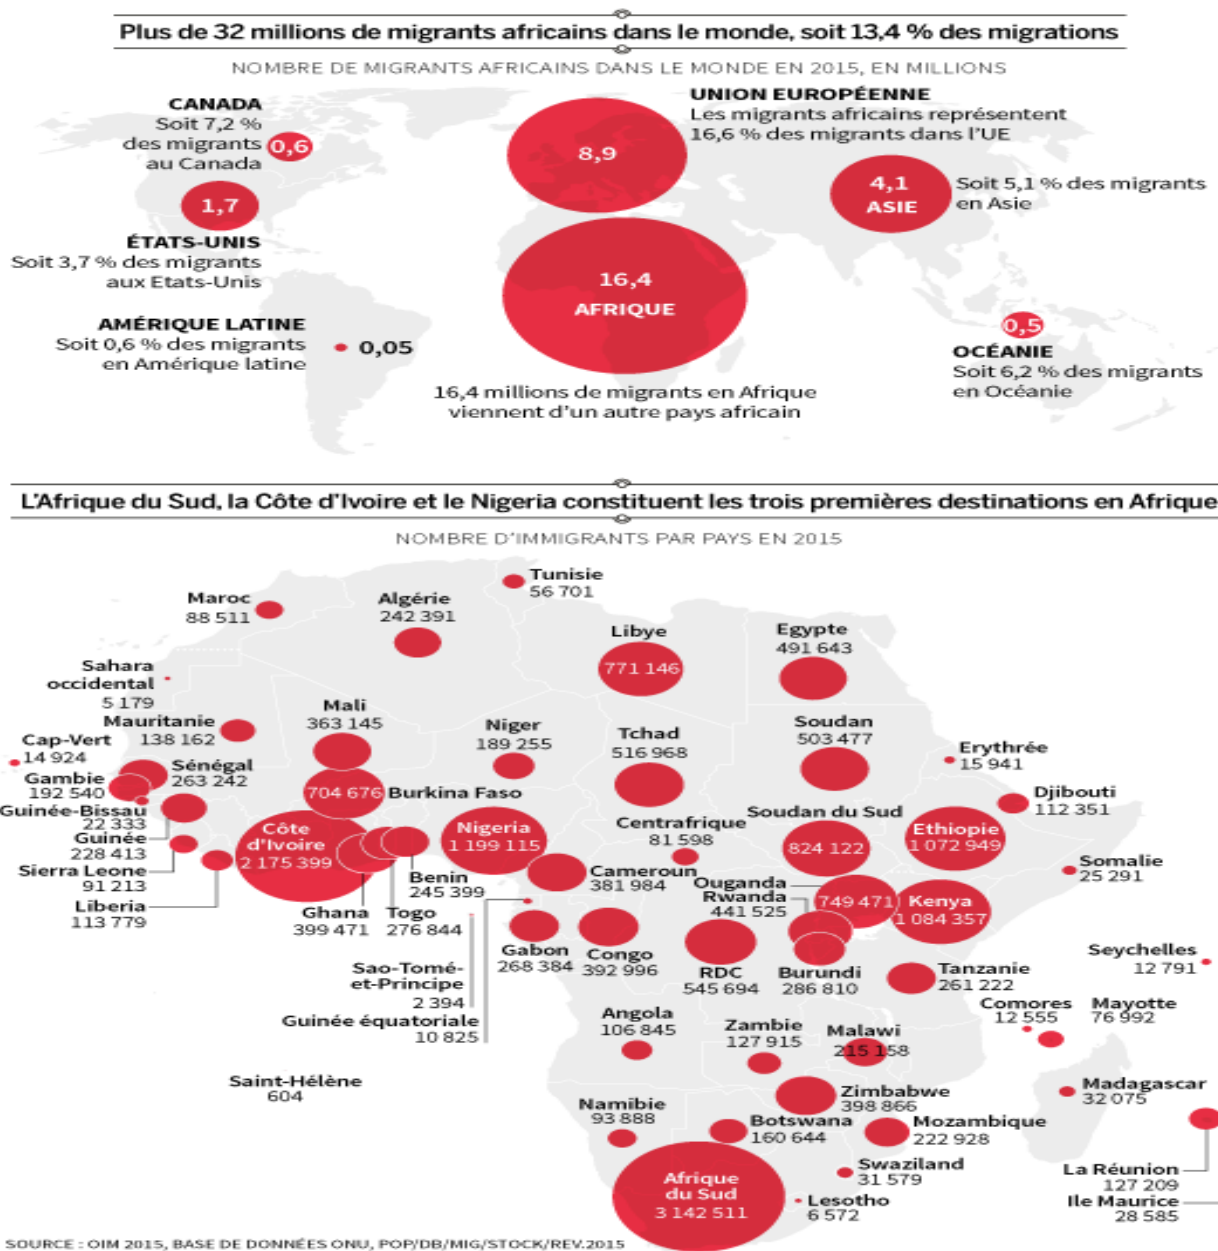 Plus de 32 millions de migrants africains dans le monde, soit 13,4 % des migrations
NOMBRE DE MIGRANTS AFRICAINS DANS LE MONDE EN 2015, EN MILLIONS
CANADA
Soit 7,2 %
des migrants
au Canada
0,6
1,7
ÉTATS-UNIS
Soit 3,7 % des migrants
aux Etats-Unis
AMÉRIQUE LATINE
Soit 0,6 % des migrants
en Amérique latine
0,05
UNION EUROPÉENNE
Les migrants africains représentent
16,6 % des migrants dans l'UE
8,9
4,1
ASIE
Soit 5,1 % des migrants
en Asie
16,4
AFRIQUE
16,4 millions de migrants en Afrique
viennent d'un autre pays africain
0,5
OCÉANIE
Soit 6,2 % des migrants
en Océanie
L'Afrique du Sud, la Côte d'Ivoire et le Nigeria constituent les trois premières destinations en Afrique
NOMBRE D'IMMIGRANTS PAR PAYS EN 2015
Tunisie
56 701
Maroc
88 511
Algérie
242 391
Libye
771 146
Egypte
491 643
Sahara
occidental
5 179
Mauritanie
138 162
Mali
363 145
Niger
189 255
Tchad
516 968
Soudan
503 477
Erythrée
15 941
Cap-Vert
14 924
Gambie
192 540
Sénégal
263 242
704 676
Burkina Faso
Djibouti
112 351
Guinée-Bissau
22 333
Guinée
228 413
Sierra Leone
91 213
Liberia
113 779
Côte
d'Ivoire
2 175 399
Nigeria
1 199 115
Centrafrique
81 598
Soudan du Sud
824 122
Ethiopie
1 072 949
Somalie
25 291
Benin
245 399
Cameroun
381 984
Ouganda
749 471
Rwanda
441 525
Kenya
1 084 357
Ghana
399 471
Togo
276 844
Gabon
268 384
Congo
392 996
RDC
545 694
Burundi
286 810
Tanzanie
261 222
Seychelles
12 791
Sao-Tomé-
et-Principe
2 394
Guinée équatoriale
10 825
Comores
12 555
Mayotte
76 992
Angola
106 845
Zambie
127 915
Malawi
215 158
Saint-Hélène
604
Zimbabwe
398 866
Madagascar
32 075
Namibie
93 888
Botswana
160 644
Mozambique
222 928
Swaziland
31 579
La Réunion
127 209
Afrique
du Sud
3 142 511
Lesotho
6 572
Ile Maurice
28 585
SOURCE : OIM 2015, BASE DE DONNÉES ONU, POP/DB/MIG/STOCK/REV.2015